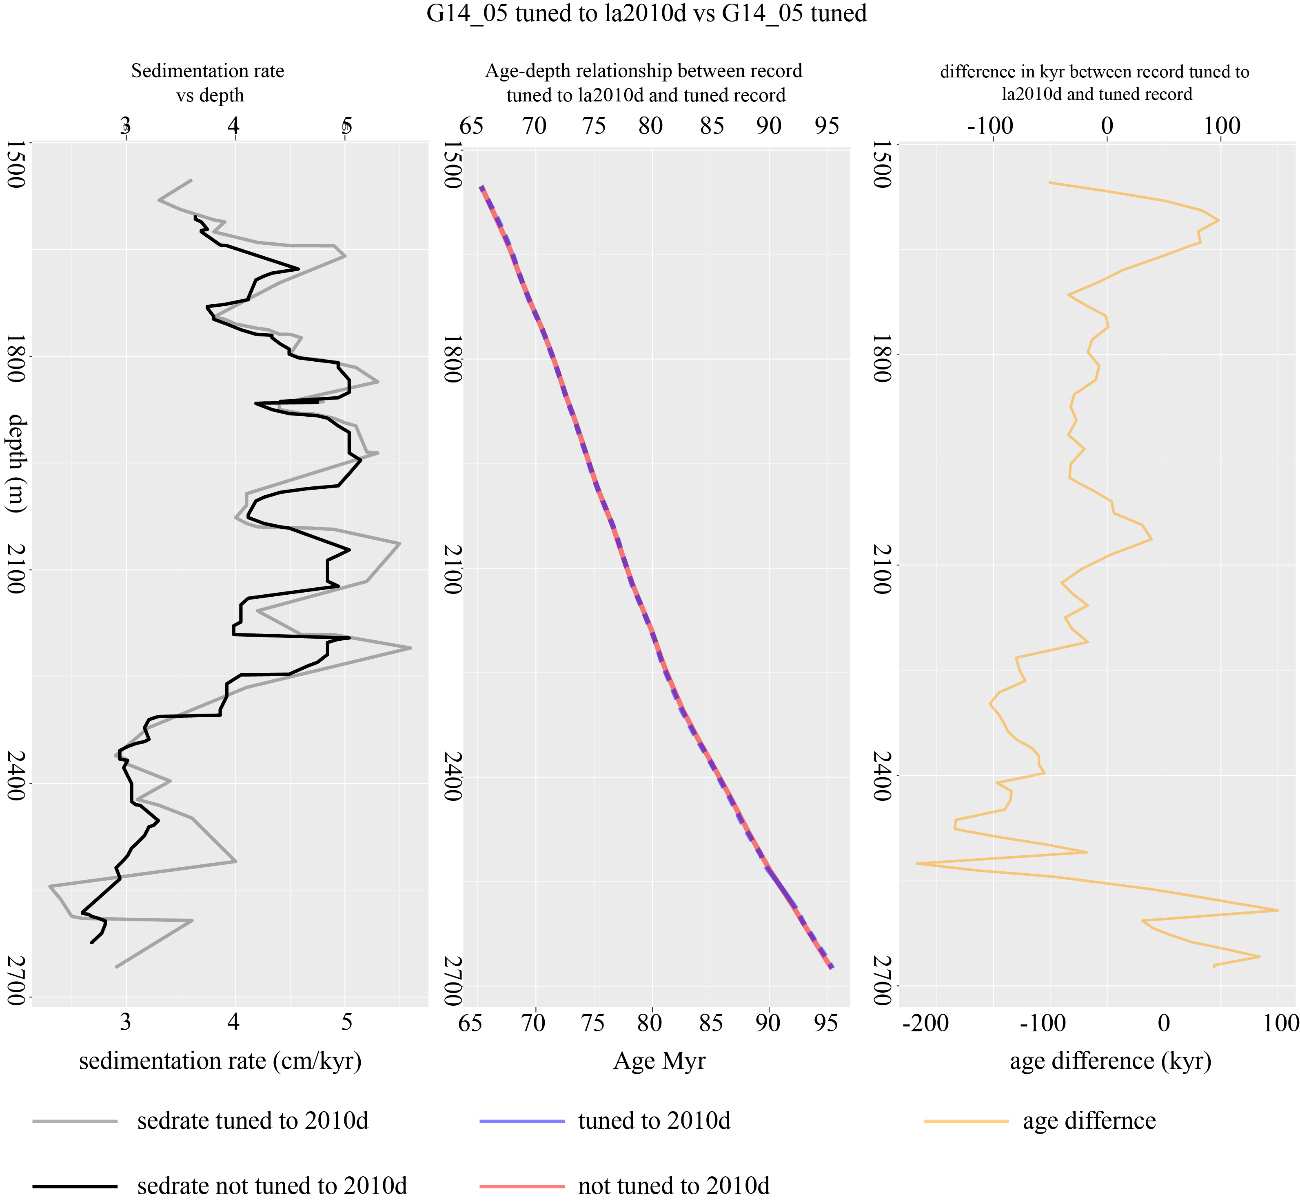 G14_05 tuned to la2010d vs G14_05 tuned
Sedimentation rate
vs depth
3 4 5
Age-depth relationship between record
tuned to la2010d and tuned record
65 70 75 80 85 90 95
difference in kyr between record tuned to
la2010d and tuned record
-100 0 100
1500
1800
2100
2400
2700
depth (m)
1500
1800
2100
2400
2700
1500
1800
2100
2400
2700
3 4 5
sedimentation rate (cm/kyr)
65 70 75 80 85 90 95
Age Myr
-200 -100 0 100
age difference (kyr)
sedrate tuned to 2010d
tuned to 2010d
age differnce
sedrate not tuned to 2010d
not tuned to 2010d